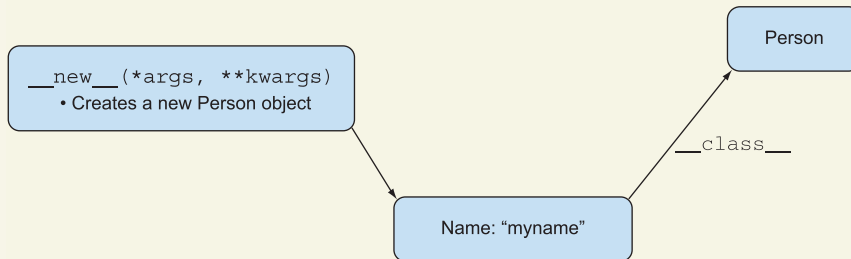 Person
__new__(*args, **kwargs)
• Creates a new Person object
__class__
Name: “myname”